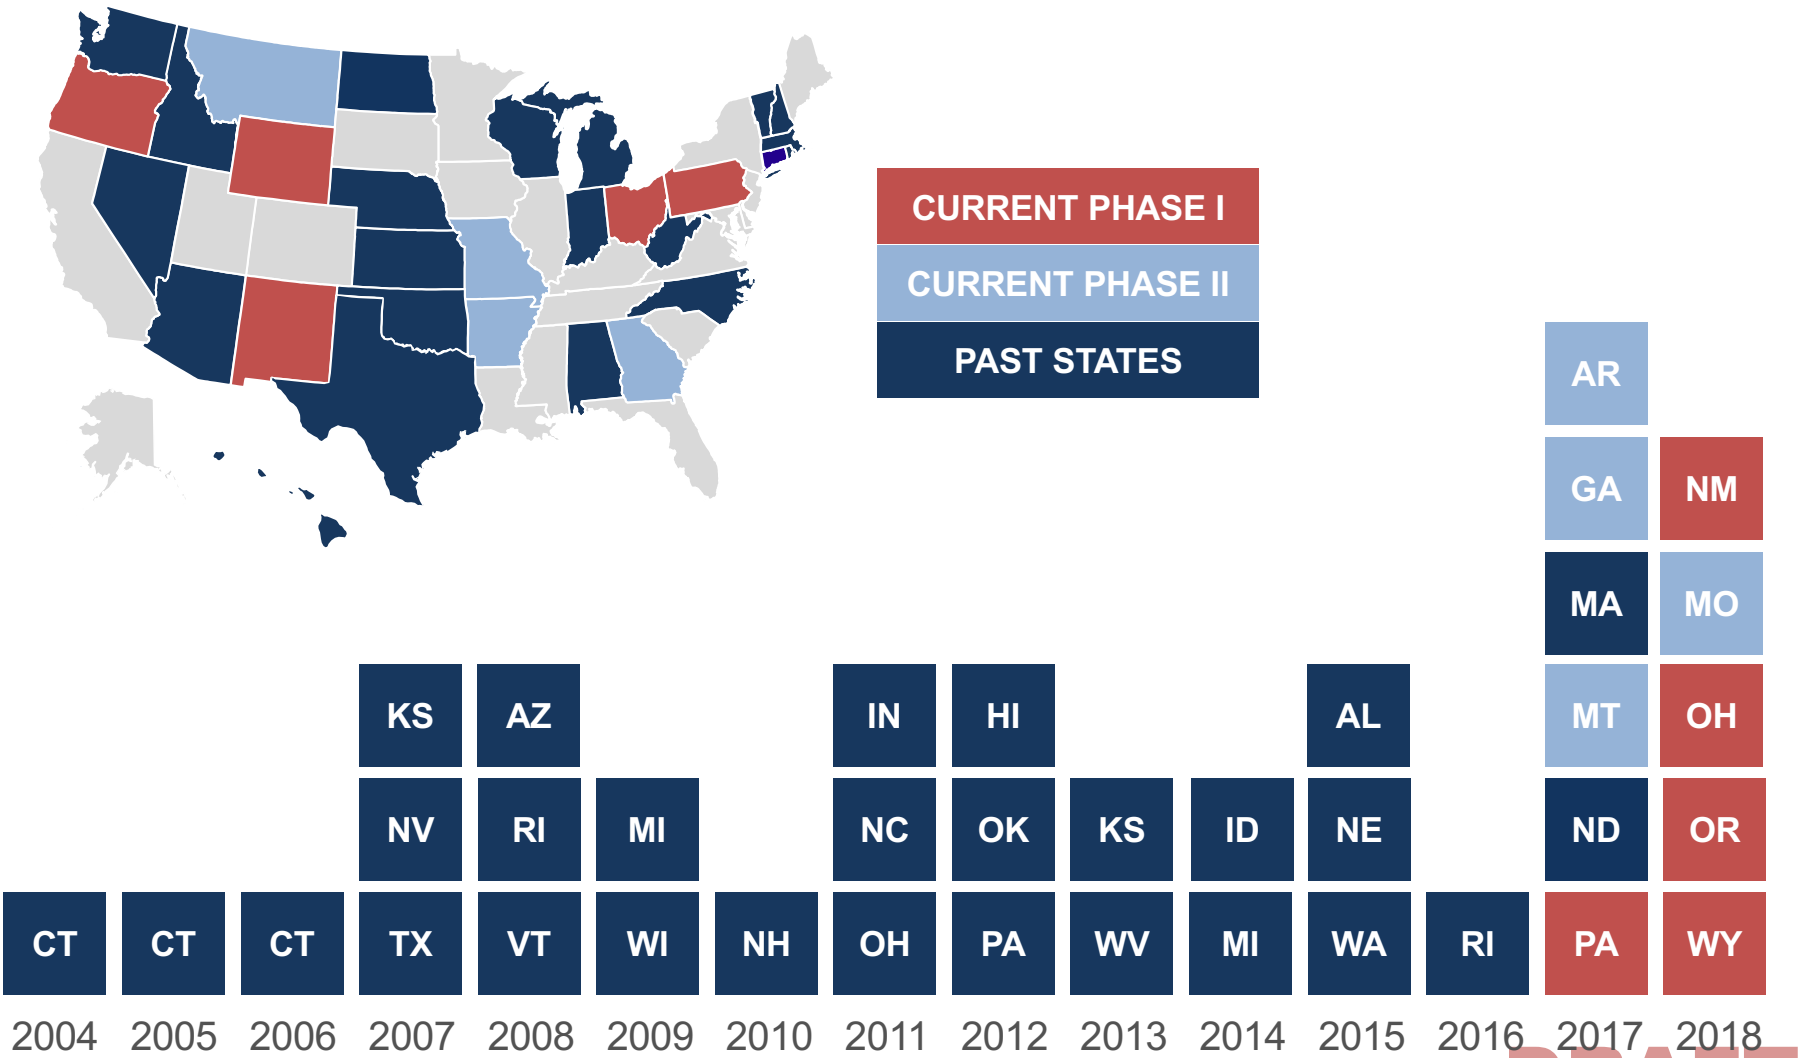 CURRENT PHASE I
CURRENT PHASE II
PAST STATES
AR
GA NM
MA MO
KS AZ IN HI AL MT OH
NV RI MI NC OK KS ID NE ND OR
CT CT CT TX VT WI NH OH PA WV MI WA RI PA WY
2004 2005 2006 2007 2008 2009 2010 2011 2012 2013 2014 2015 2016 2017 2018